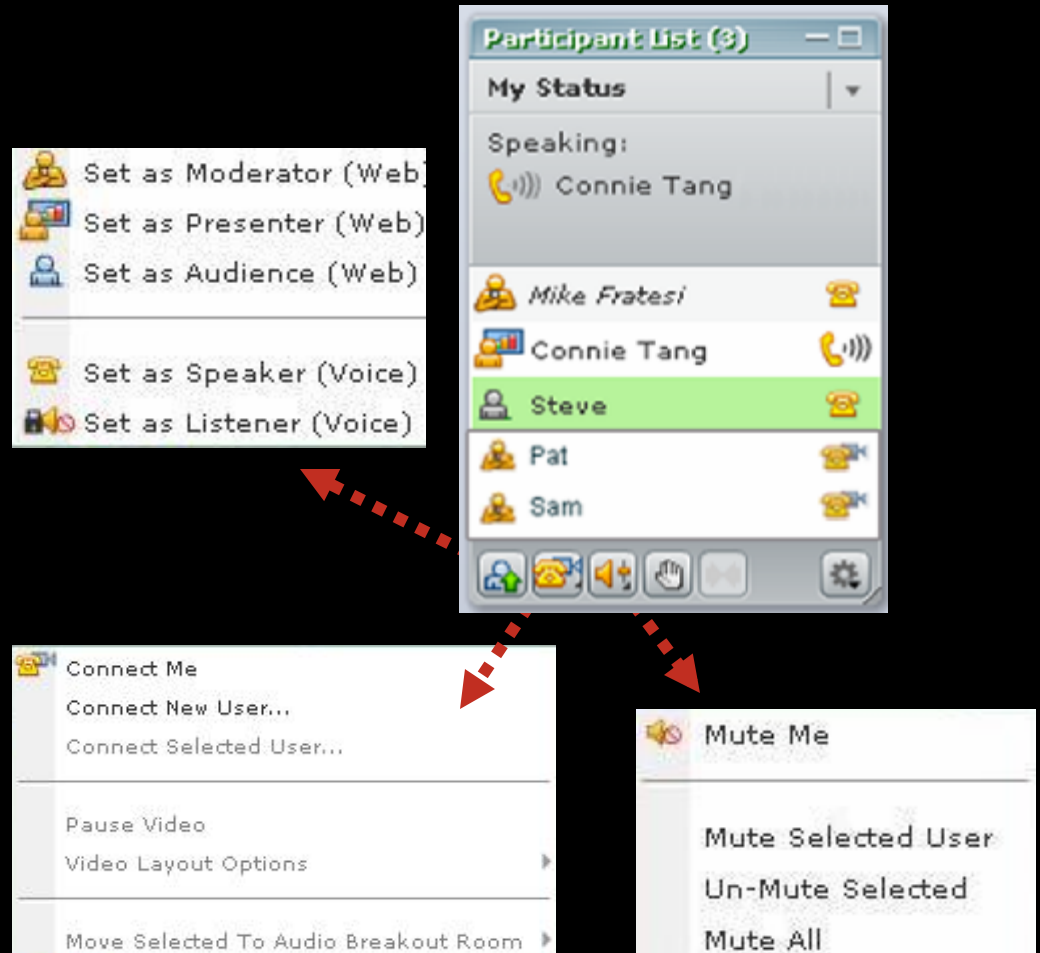 Participant List (3)
My Status
Speaking:
Connie Tang
Mike Fratesi
Connie Tang
Steve
Pat
Sam
Set as Moderator (Web)
Set as Presenter (Web)
Set as Audience (Web)
Set as Speaker (Voice)
Set as Listener (Voice)
Connect Me
Connect New User...
Connect Selected User...
Pause Video
Video Layout Options
Move Selected To Audio Breakout Room
Mute Me
Mute Selected User
Un-Mute Selected
Mute All